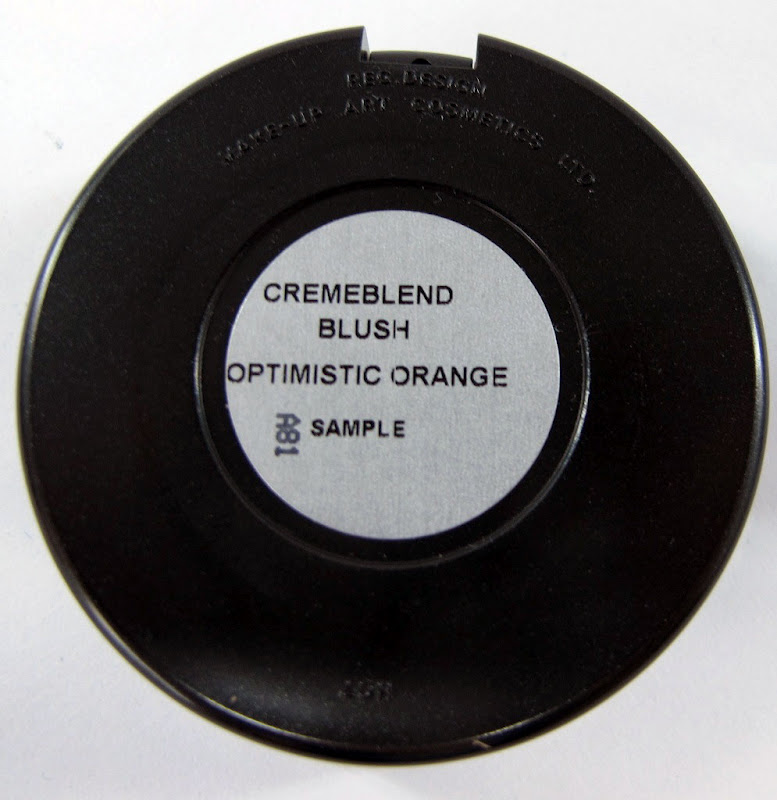 REG. DESIGN
MAKE-UP ART COSMETICS LTD.
CREMEBLEND
BLUSH
OPTIMISTIC ORANGE
A81
SAMPLE